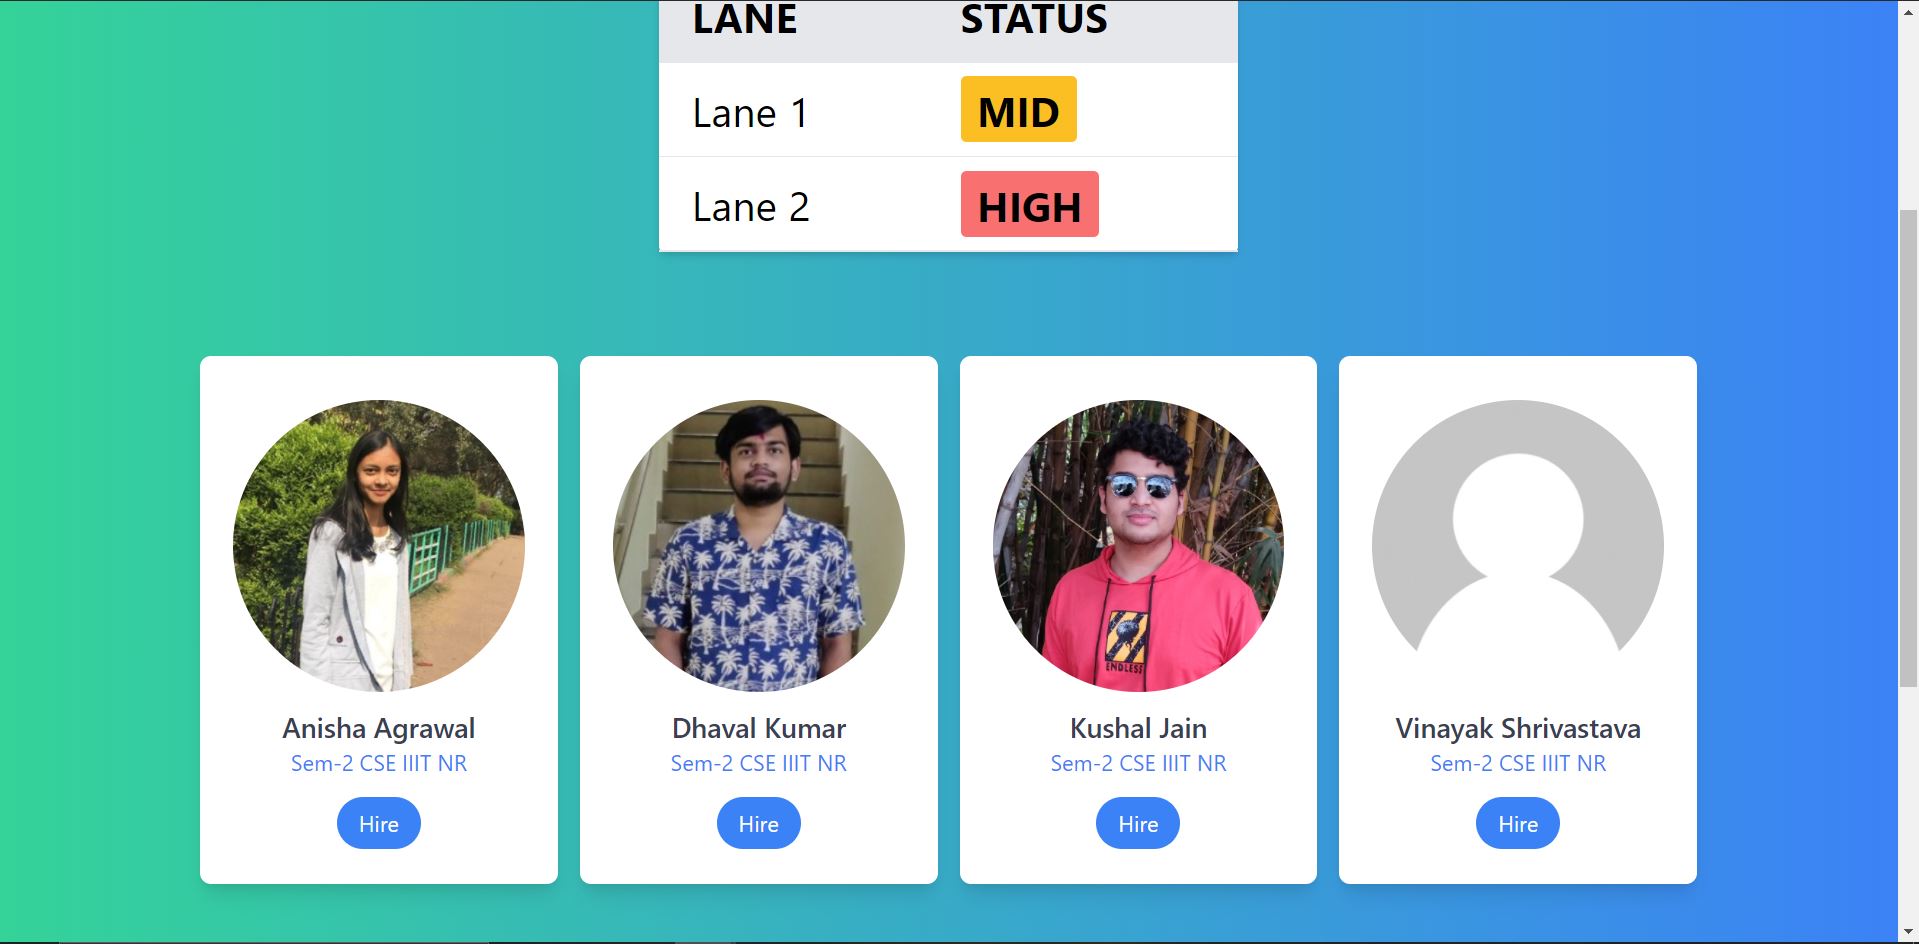 LANE STATUS
Lane 1 MID
Lane 2 HIGH
ENDLESS
Anisha Agrawal
Sem-2 CSE IIIT NR
Hire
Dhaval Kumar
Sem-2 CSE IIIT NR
Hire
Kushal Jain
Sem-2 CSE IIIT NR
Hire
Vinayak Shrivastava
Sem-2 CSE IIIT NR
Hire